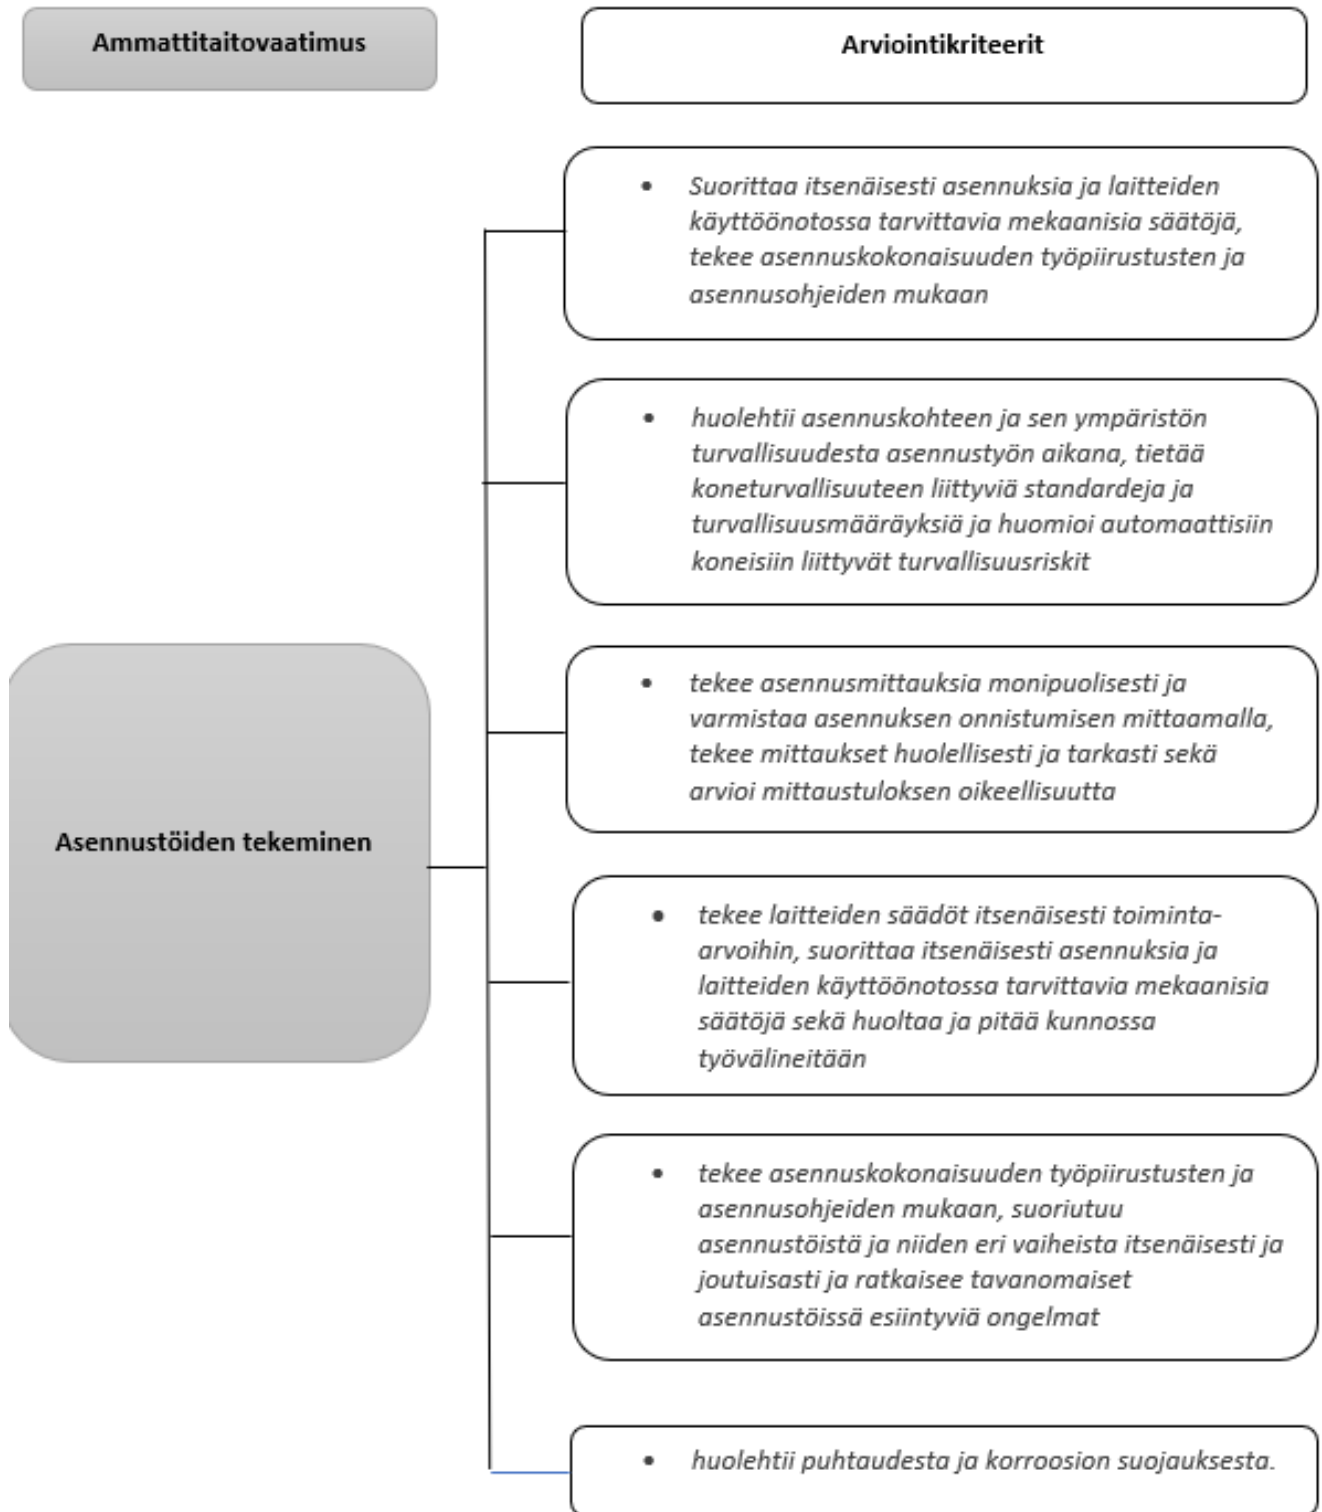 Ammattitaitovaatimus
Arviointikriteerit
• Suorittaa itsenäisesti asennuksia ja laitteiden
käyttöönotossa tarvittavia mekaanisia säätöjä,
tekee asennuskokonaisuuden työpiirustusten ja
asennusohjeiden mukaan
• huolehtii asennuskohteen ja sen ympäristön
turvallisuudesta asennustyön aikana, tietää
koneturvallisuuteen liittyviä standardeja ja
turvallisuusmääräyksiä ja huomioi automaattisiin
koneisiin liittyvät turvallisuusriskit
• tekee asennusmittauksia monipuolisesti ja
varmistaa asennuksen onnistumisen mittaamalla,
tekee mittaukset huolellisesti ja tarkasti sekä
arvioi mittaustuloksen oikeellisuutta
Asennustöiden tekeminen
• tekee laitteiden säädöt itsenäisesti toiminta-
arvoihin, suorittaa itsenäisesti asennuksia ja
laitteiden käyttöönotossa tarvittavia mekaanisia
säätöjä sekä huoltaa ja pitää kunnossa
työvälineitään
• tekee asennuskokonaisuuden työpiirustusten ja
asennusohjeiden mukaan, suoriutuu
asennustöistä ja niiden eri vaiheista itsenäisesti ja
joutuisasti ja ratkaisee tavanomaiset
asennustöissä esiintyviä ongelmat
• huolehtii puhtaudesta ja korroosion suojauksesta.